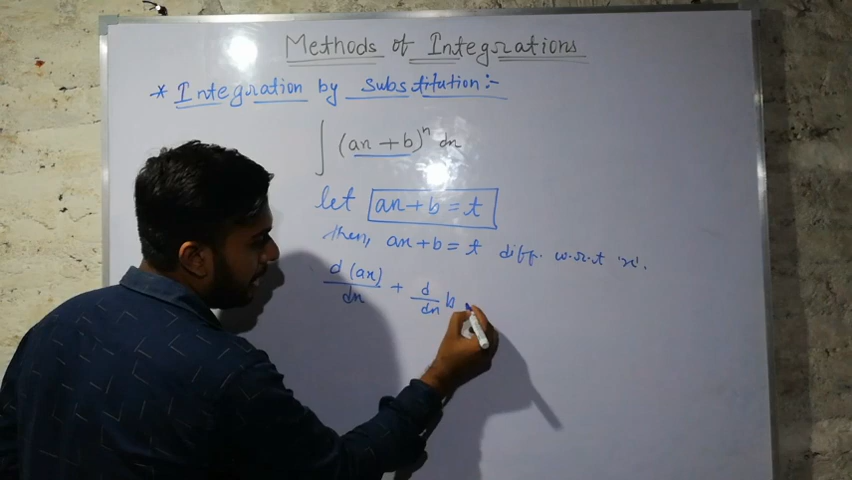 Methods of Integrations
* Integration by Substitution:-
∫ (ax + b)^n dx
let ax + b = t
then, ax + b = t diff. w.r.t 'x'.
d (ax)/dx + d/dx b